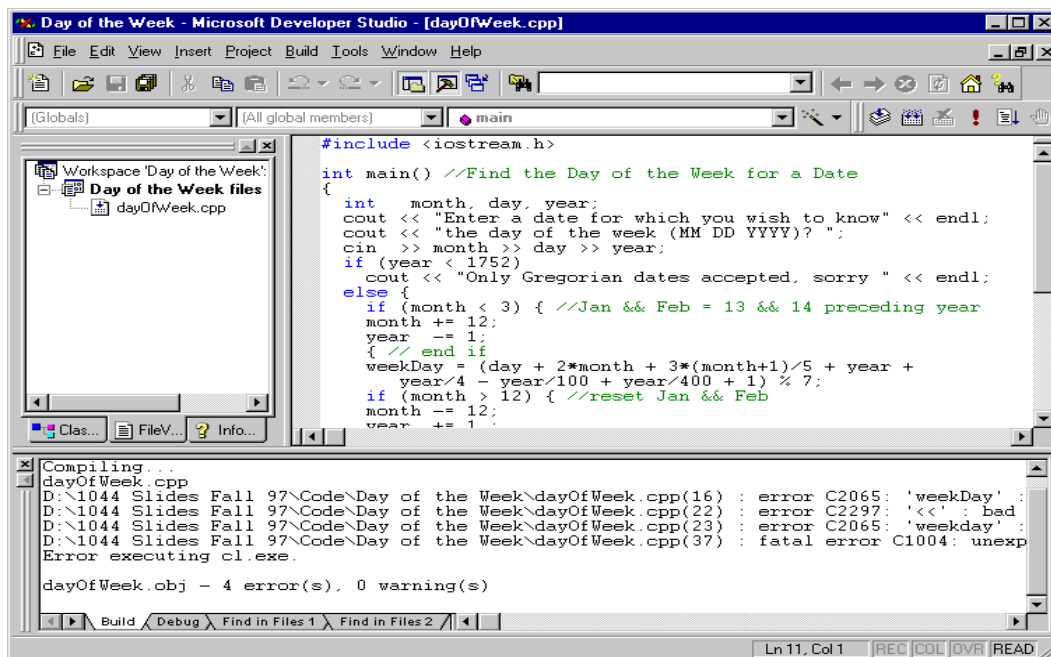 Day of the Week - Microsoft Developer Studio - [dayOfWeek.cpp]
File Edit View Insert Project Build Tools Window Help
(Globals) (All global members) main
Workspace 'Day of the Week':
Day of the Week files
dayOfWeek.cpp
Clas... FileV... Info...
#include <iostream.h>
int main() //Find the Day of the Week for a Date
{
int month, day, year;
cout << "Enter a date for which you wish to know" << endl;
cout << "the day of the week (MM DD YYYY)? ";
cin >> month >> day >> year;
if (year < 1752)
cout << "Only Gregorian dates accepted, sorry " << endl;
else {
if (month < 3) { //Jan && Feb = 13 && 14 preceding year
month += 12;
year -= 1;
{ // end if
weekDay = (day + 2*month + 3*(month+1)/5 + year +
year/4 - year/100 + year/400 + 1) % 7;
if (month > 12) { //reset Jan && Feb
month -= 12;
year += 1;
Compiling...
dayOfWeek.cpp
D:\1044 Slides Fall 97\Code\Day of the Week\dayOfWeek.cpp(16) : error C2065: 'weekDay' :
D:\1044 Slides Fall 97\Code\Day of the Week\dayOfWeek.cpp(22) : error C2297: '<<' : bad
D:\1044 Slides Fall 97\Code\Day of the Week\dayOfWeek.cpp(23) : error C2065: 'weekday' :
D:\1044 Slides Fall 97\Code\Day of the Week\dayOfWeek.cpp(37) : fatal error C1004: unexp
Error executing cl.exe.
dayOfWeek.obj - 4 error(s), 0 warning(s)
Build Debug Find in Files 1 Find in Files 2
Ln 11, Col 1 REC COL OVR READ